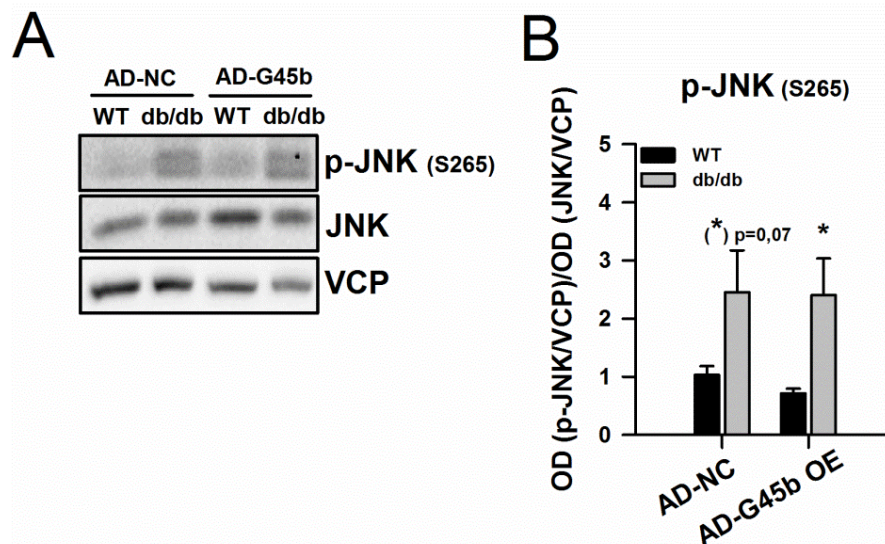 A
AD-NC AD-G45b
WT db/db WT db/db
p-JNK (S265)
JNK
VCP
B
p-JNK (S265)
OD (p-JNK/VCP)/OD (JNK/VCP)
5
4
3
2
1
0
WT
db/db
(*) p=0,07
*
AD-NC
AD-G45b OE